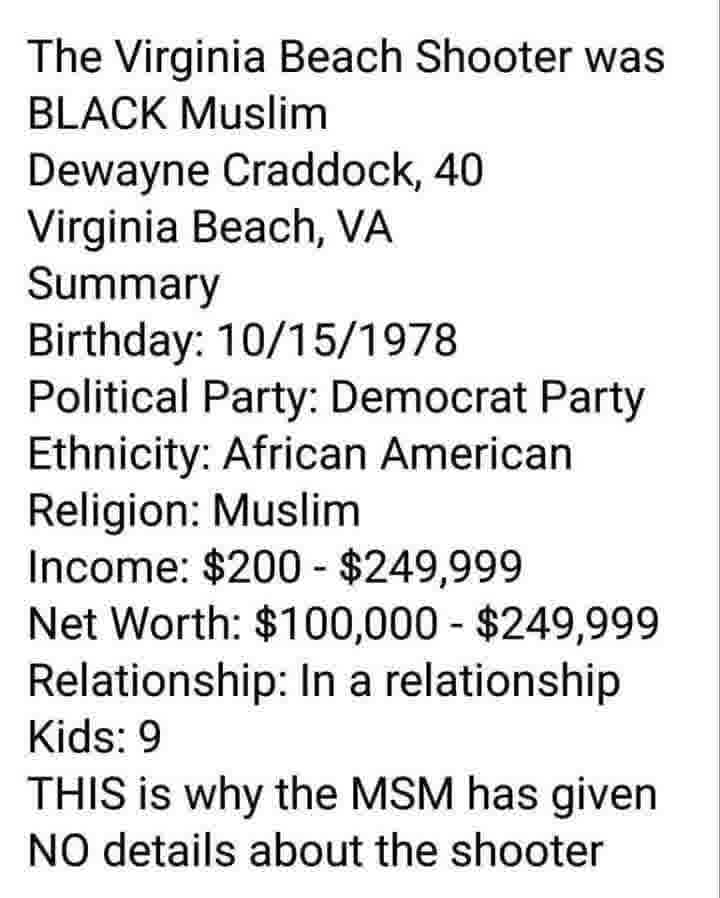 The Virginia Beach Shooter was
BLACK Muslim
Dewayne Craddock, 40
Virginia Beach, VA
Summary
Birthday: 10/15/1978
Political Party: Democrat Party
Ethnicity: African American
Religion: Muslim
Income: $200 - $249,999
Net Worth: $100,000 - $249,999
Relationship: In a relationship
Kids: 9
THIS is why the MSM has given
NO details about the shooter